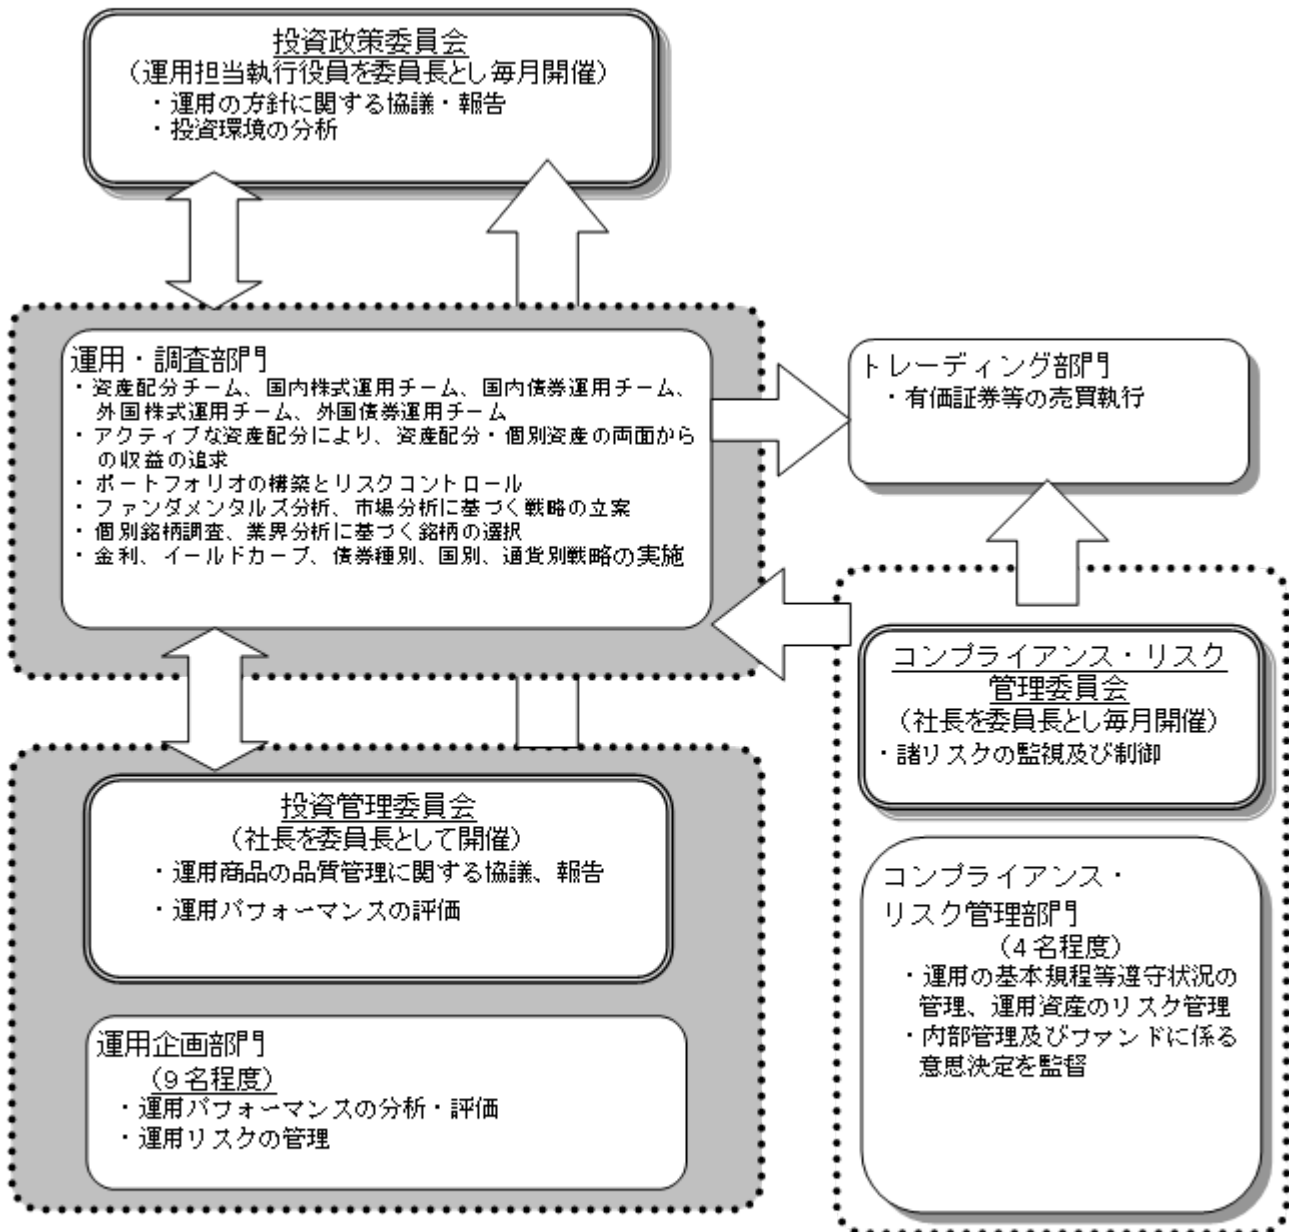 投資政策委員会
（運用担当執行役員を委員長とし毎月開催）
・運用の方針に関する協議・報告
・投資環境の分析
運用・調査部門
・資産配分チーム、国内株式運用チーム、国内債券運用チーム、
外国株式運用チーム、外国債券運用チーム
・アクティブな資産配分により、資産配分・個別資産の両面から
の収益の追求
・ポートフォリオの構築とリスクコントロール
・ファンダメンタルズ分析、市場分析に基づく戦略の立案
・個別銘柄調査、業界分析に基づく銘柄の選択
・金利、イールドカーブ、債券種別、国別、通貨別戦略の実施
トレーディング部門
・有価証券等の売買執行
コンプライアンス・リスク
管理委員会
（社長を委員長とし毎月開催）
・諸リスクの監視及び制御
投資管理委員会
（社長を委員長として開催）
・運用商品の品質管理に関する協議、報告
・運用パフォーマンスの評価
コンプライアンス・
リスク管理部門
（4名程度）
・運用の基本規程等遵守状況の
管理、運用資産のリスク管理
・内部管理及びファンドに係る
意思決定を監督
運用企画部門
（9名程度）
・運用パフォーマンスの分析・評価
・運用リスクの管理